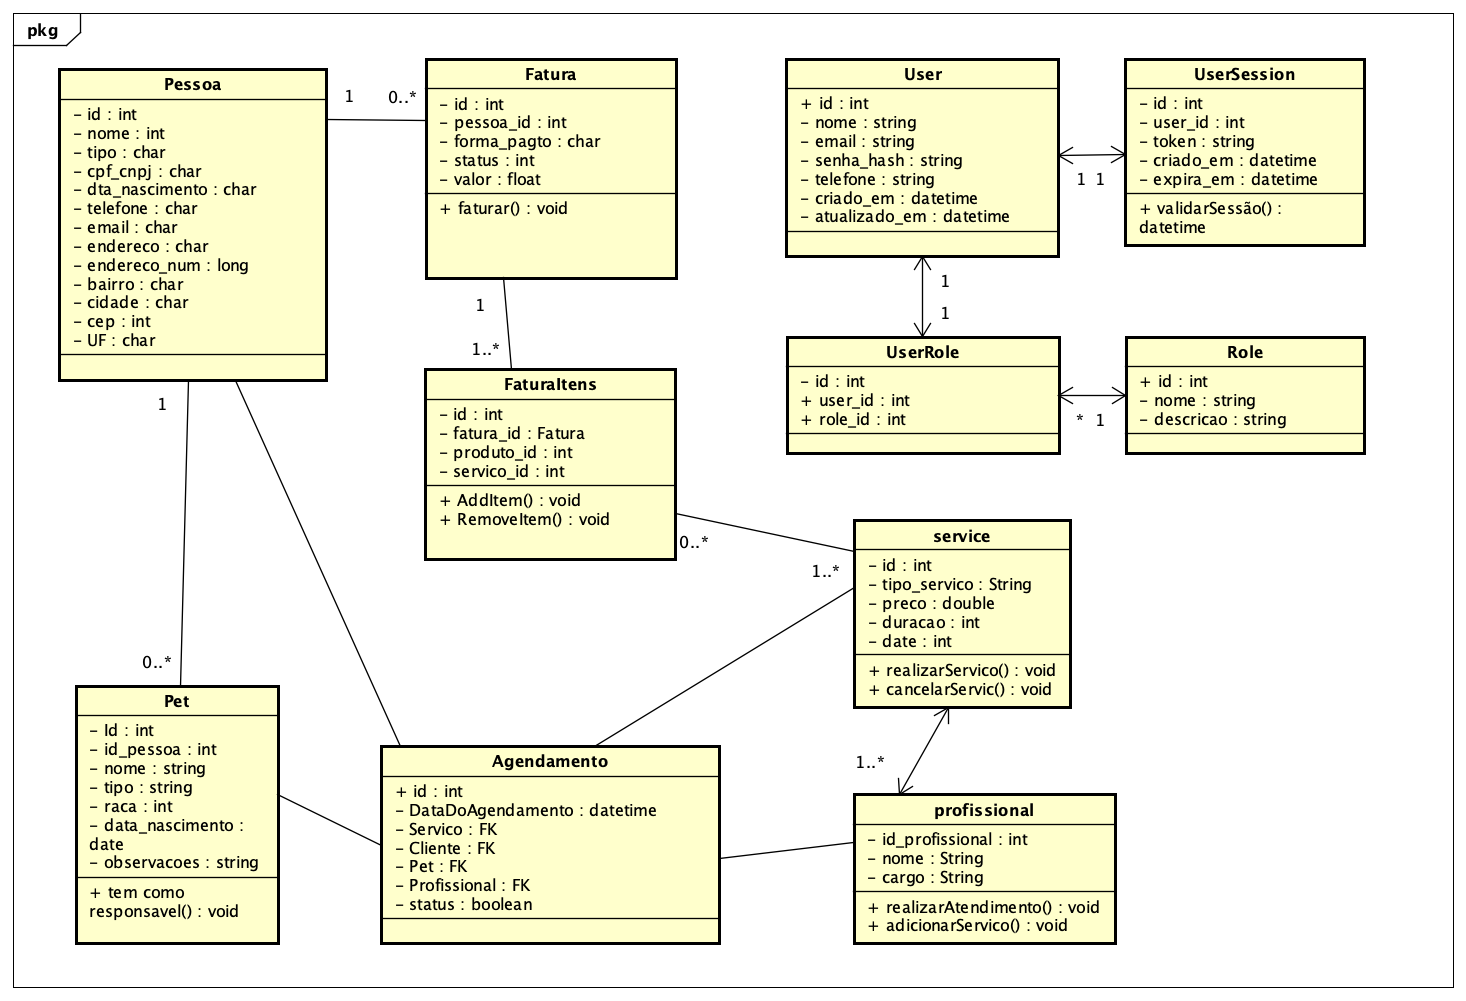 pkg
Pessoa
– id : int
– nome : int
– tipo : char
– cpf_cnpj : char
– dta_nascimento : char
– telefone : char
– email : char
– endereco : char
– endereco_num : long
– bairro : char
– cidade : char
– cep : int
– UF : char
1
0..*
Fatura
– id : int
– pessoa_id : int
– forma_pagto : char
– status : int
– valor : float
+ faturar() : void
1
1..*
FaturaItens
– id : int
– fatura_id : Fatura
– produto_id : int
– servico_id : int
+ AddItem() : void
+ RemoveItem() : void
0..*
1..*
User
+ id : int
– nome : string
– email : string
– senha_hash : string
– telefone : string
– criado_em : datetime
– atualizado_em : datetime
1 1
UserSession
– id : int
– user_id : int
– token : string
– criado_em : datetime
– expira_em : datetime
+ validarSessão() :
datetime
1
1
UserRole
– id : int
+ user_id : int
+ role_id : int
* 1
Role
+ id : int
– nome : string
– descricao : string
service
– id : int
– tipo_servico : String
– preco : double
– duracao : int
– date : int
+ realizarServico() : void
+ cancelarServic() : void
1..*
profissional
– id_profissional : int
– nome : String
– cargo : String
+ realizarAtendimento() : void
+ adicionarServico() : void
1
0..*
Pet
– Id : int
– id_pessoa : int
– nome : string
– tipo : string
– raca : int
– data_nascimento :
date
– observacoes : string
+ tem como
responsavel() : void
Agendamento
+ id : int
– DataDoAgendamento : datetime
– Servico : FK
– Cliente : FK
– Pet : FK
– Profissional : FK
– status : boolean